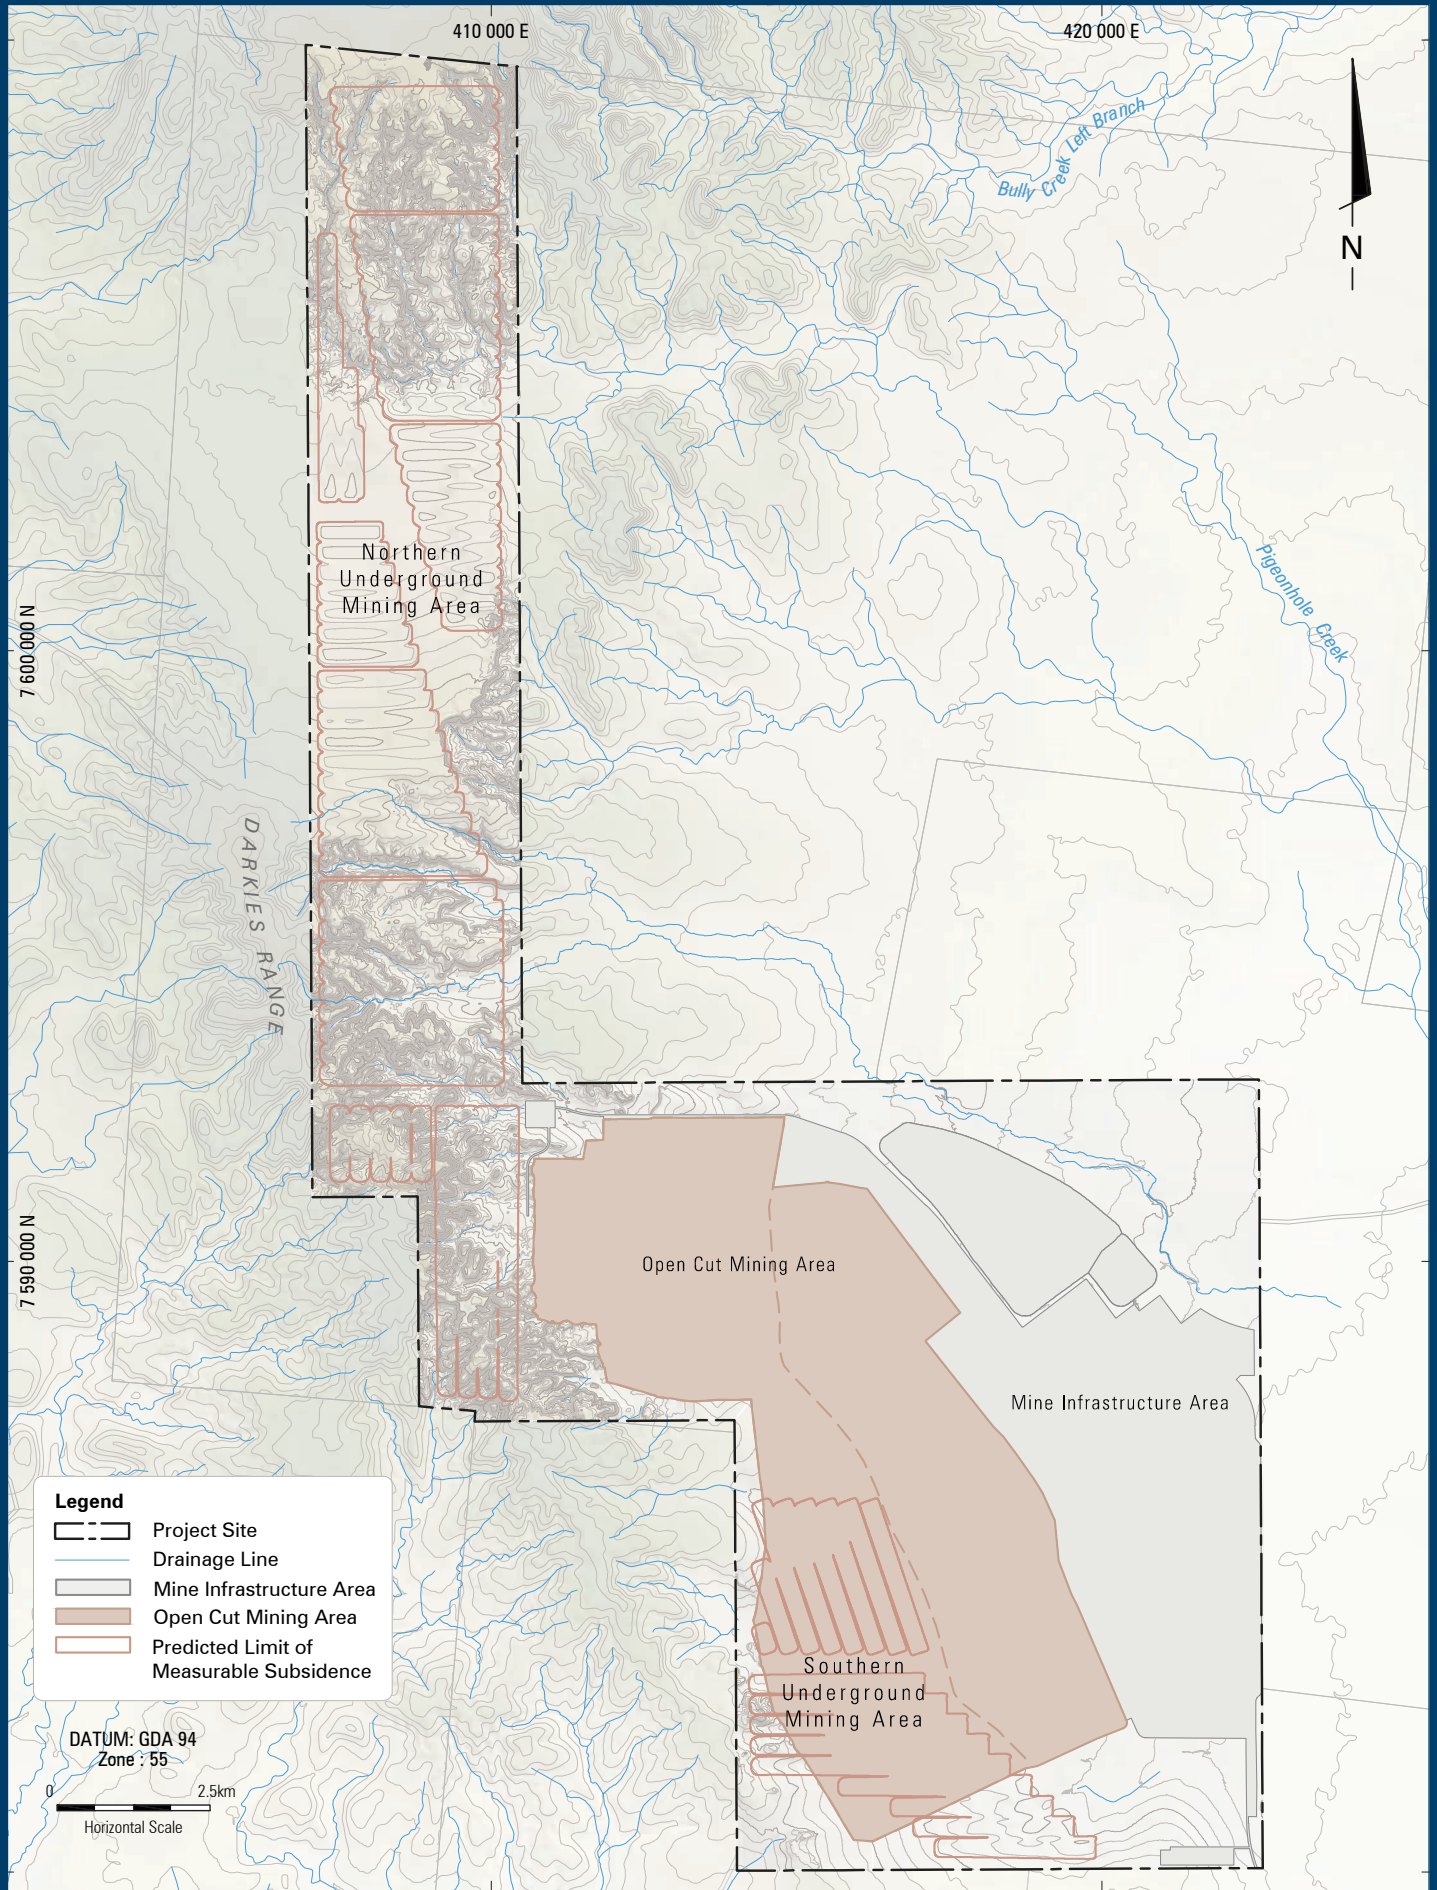 410 000 E
420 000 E
Bully Creek Left Branch
N
Northern
Underground
Mining Area
Pigeonhole Creek
7 600 000 N
DARKIES RANGE
7 590 000 N
Open Cut Mining Area
Mine Infrastructure Area
Southern
Underground
Mining Area
Legend
Project Site
Drainage Line
Mine Infrastructure Area
Open Cut Mining Area
Predicted Limit of
Measurable Subsidence
DATUM: GDA 94
Zone : 55
0 2.5km
Horizontal Scale